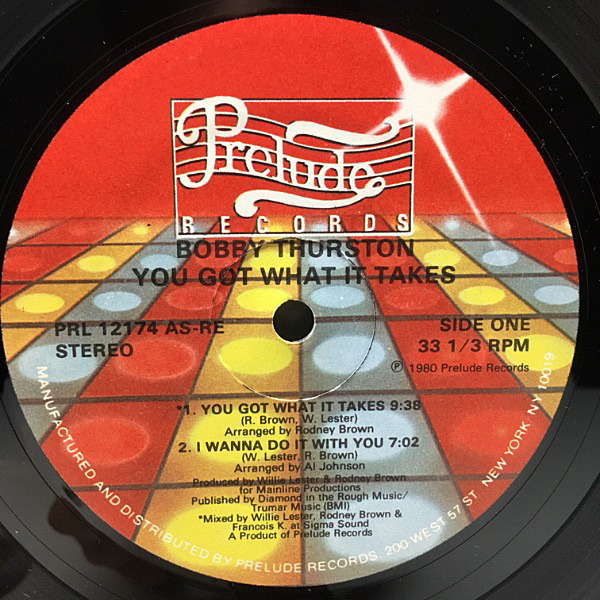 Prelude
RECORDS
BOBBY THURSTON
YOU GOT WHAT IT TAKES
PRL 12174 AS-RE
STEREO
SIDE ONE
33 1/3 RPM
℗ 1980 Prelude Records
*1. YOU GOT WHAT IT TAKES 9:38
(R. Brown, W. Lester)
Arranged by Rodney Brown
2. I WANNA DO IT WITH YOU 7:02
(W. Lester, R. Brown)
Arranged by Al Johnson
Produced by Willie Lester & Rodney Brown
for Mainline Productions
Published by Diamond in the Rough Music/
Trumar Music (BMI)
*Mixed by Willie Lester, Rodney Brown &
Francois K. at Sigma Sound
A Product of Prelude Records
MANUFACTURED AND DISTRIBUTED BY PRELUDE RECORDS, 200 WEST 57 ST. NEW YORK, NY 10019